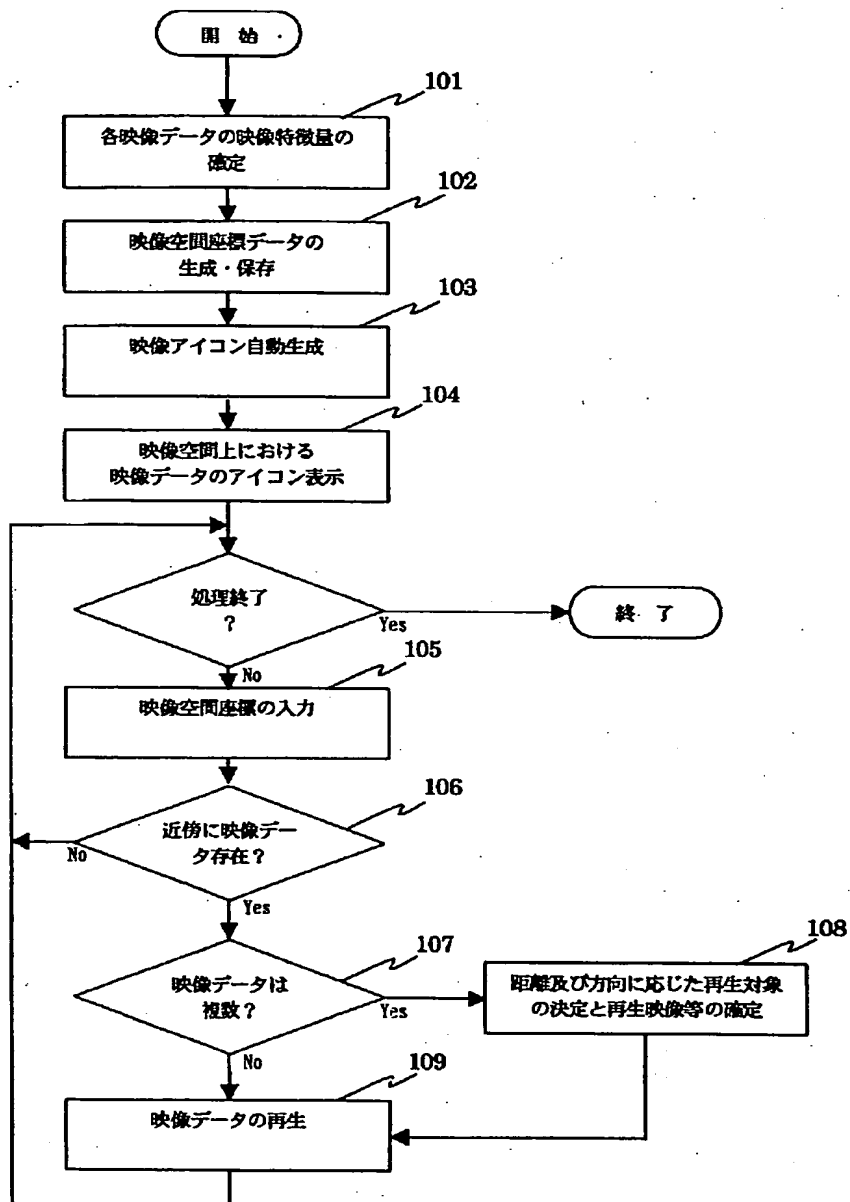 開 始
101
各映像データの映像特徴量の
確定
102
映像空間座標データの
生成・保存
103
映像アイコン自動生成
104
映像空間上における
映像データのアイコン表示
処理終了
?
Yes
終 了
No
105
映像空間座標の入力
106
近傍に映像デー
タ存在?
No
Yes
107
映像データは
複数?
Yes
108
距離及び方向に応じた再生対象
の決定と再生映像等の確定
No
109
映像データの再生